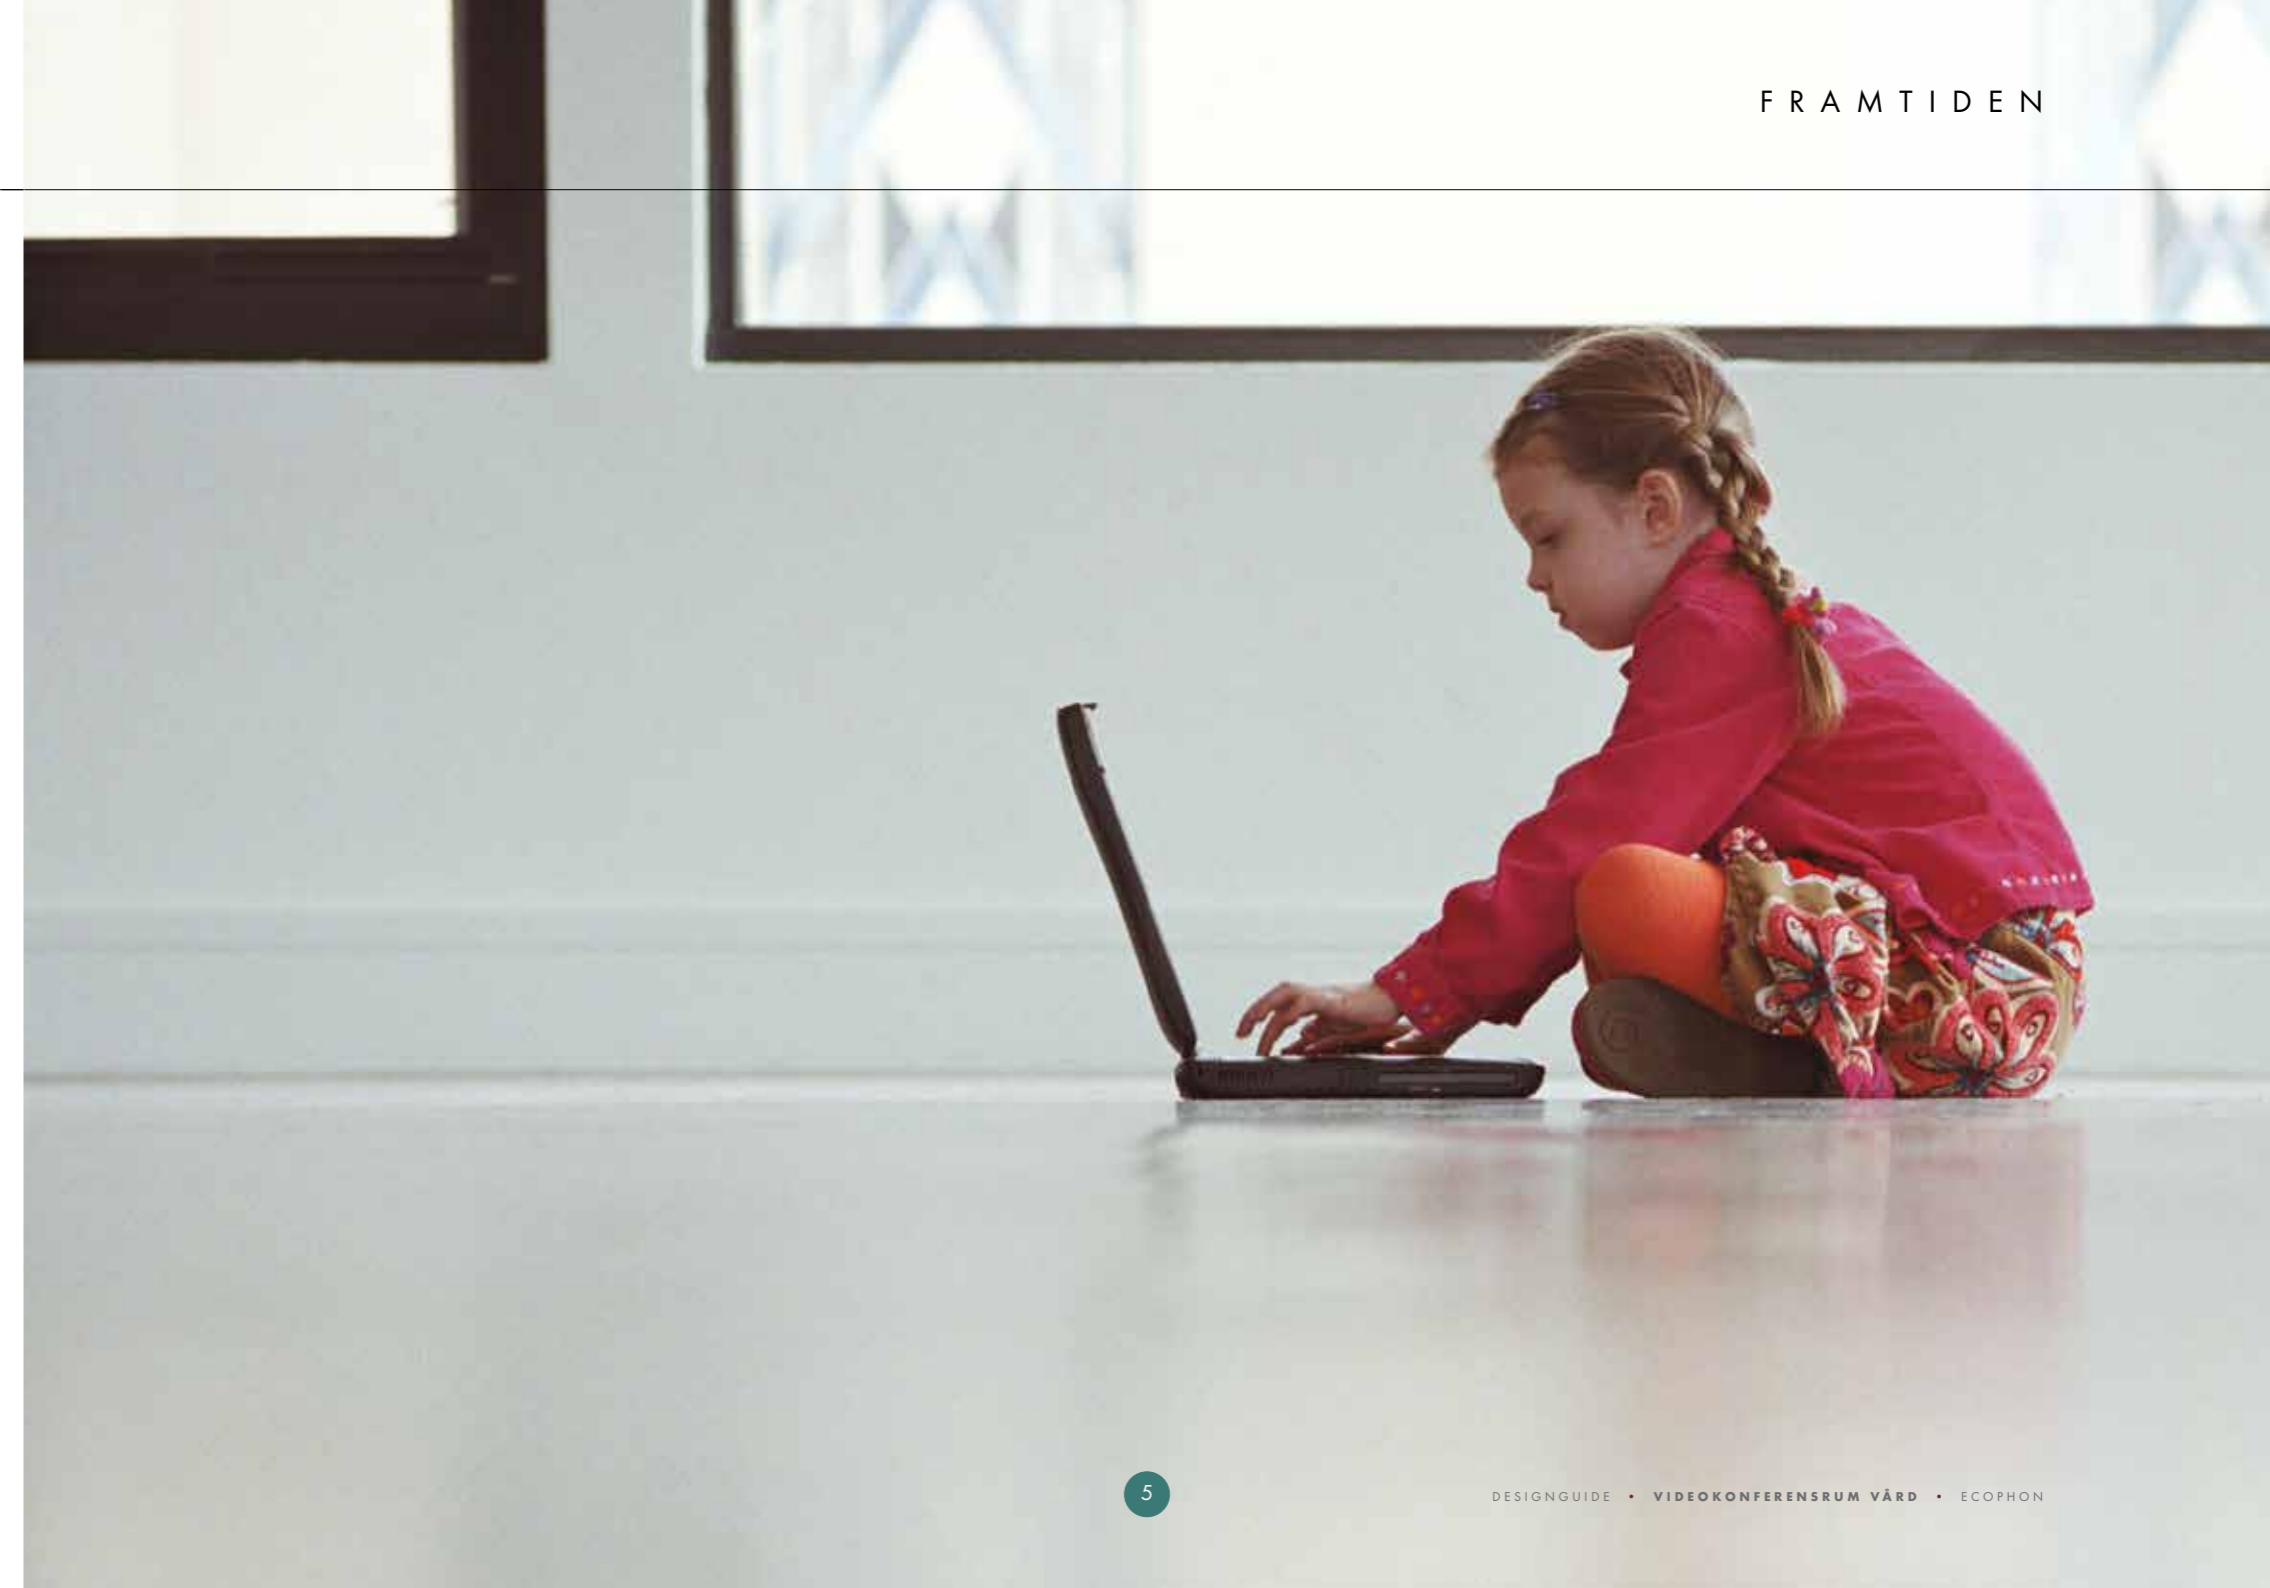 FRAMTIDEN
5
DESIGNGUIDE • VIDEOKONFERENSRUM VÅRD • ECOPHON